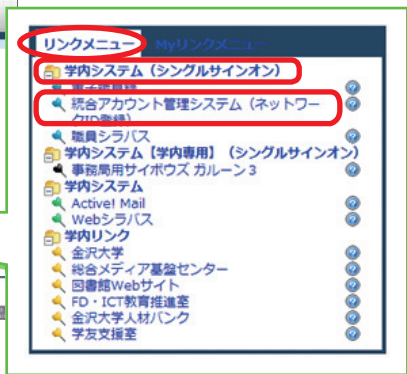 リンクメニュー Myリンクメニュー
学内システム（シングルサインオン）
電子職員録
統合アカウント管理システム（ネットワー
クID登録）
職員シラバス
学内システム【学内専用】（シングルサインオン）
事務局用サイボウズ ガルーン3
学内システム
Active! Mail
Webシラバス
学内リンク
金沢大学
総合メディア基盤センター
図書館Webサイト
FD・ICT教育推進室
金沢大学人材バンク
学友支援室